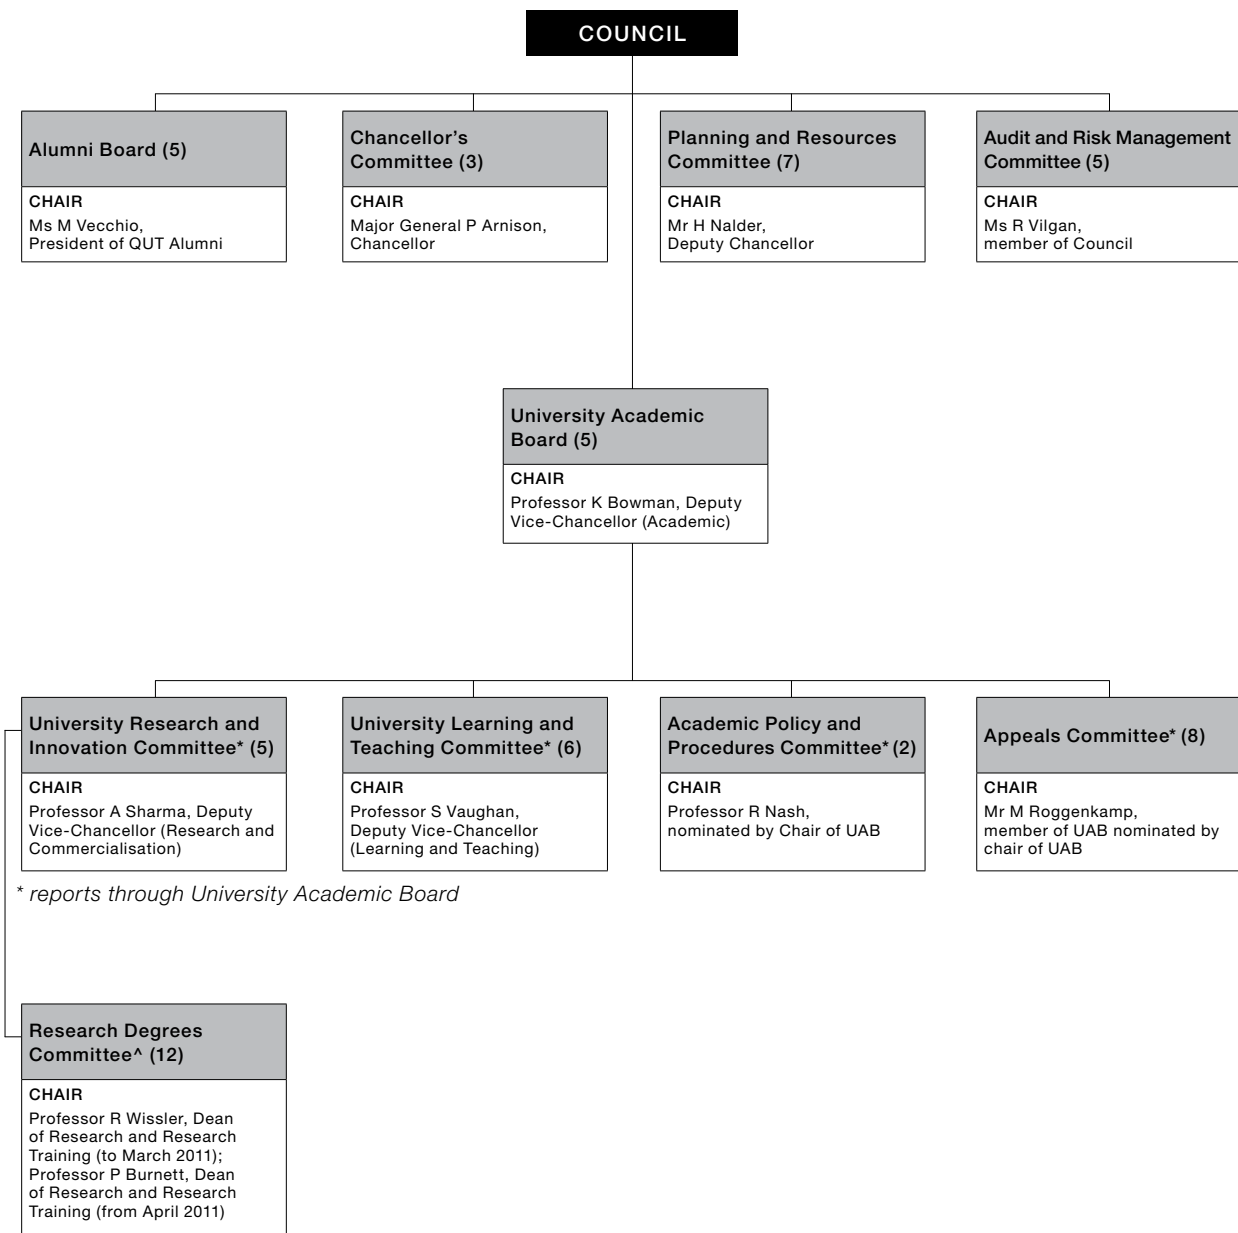 COUNCIL
Alumni Board (5)
CHAIR
Ms M Vecchio,
President of QUT Alumni
Chancellor's
Committee (3)
CHAIR
Major General P Arnison,
Chancellor
Planning and Resources
Committee (7)
CHAIR
Mr H Nalder,
Deputy Chancellor
Audit and Risk Management
Committee (5)
CHAIR
Ms R Vilgan,
member of Council
University Academic
Board (5)
CHAIR
Professor K Bowman, Deputy
Vice-Chancellor (Academic)
University Research and
Innovation Committee* (5)
CHAIR
Professor A Sharma, Deputy
Vice-Chancellor (Research and
Commercialisation)
University Learning and
Teaching Committee* (6)
CHAIR
Professor S Vaughan,
Deputy Vice-Chancellor
(Learning and Teaching)
Academic Policy and
Procedures Committee* (2)
CHAIR
Professor R Nash,
nominated by Chair of UAB
Appeals Committee* (8)
CHAIR
Mr M Roggenkamp,
member of UAB nominated by
chair of UAB
* reports through University Academic Board
Research Degrees
Committee^ (12)
CHAIR
Professor R Wissler, Dean
of Research and Research
Training (to March 2011);
Professor P Burnett, Dean
of Research and Research
Training (from April 2011)